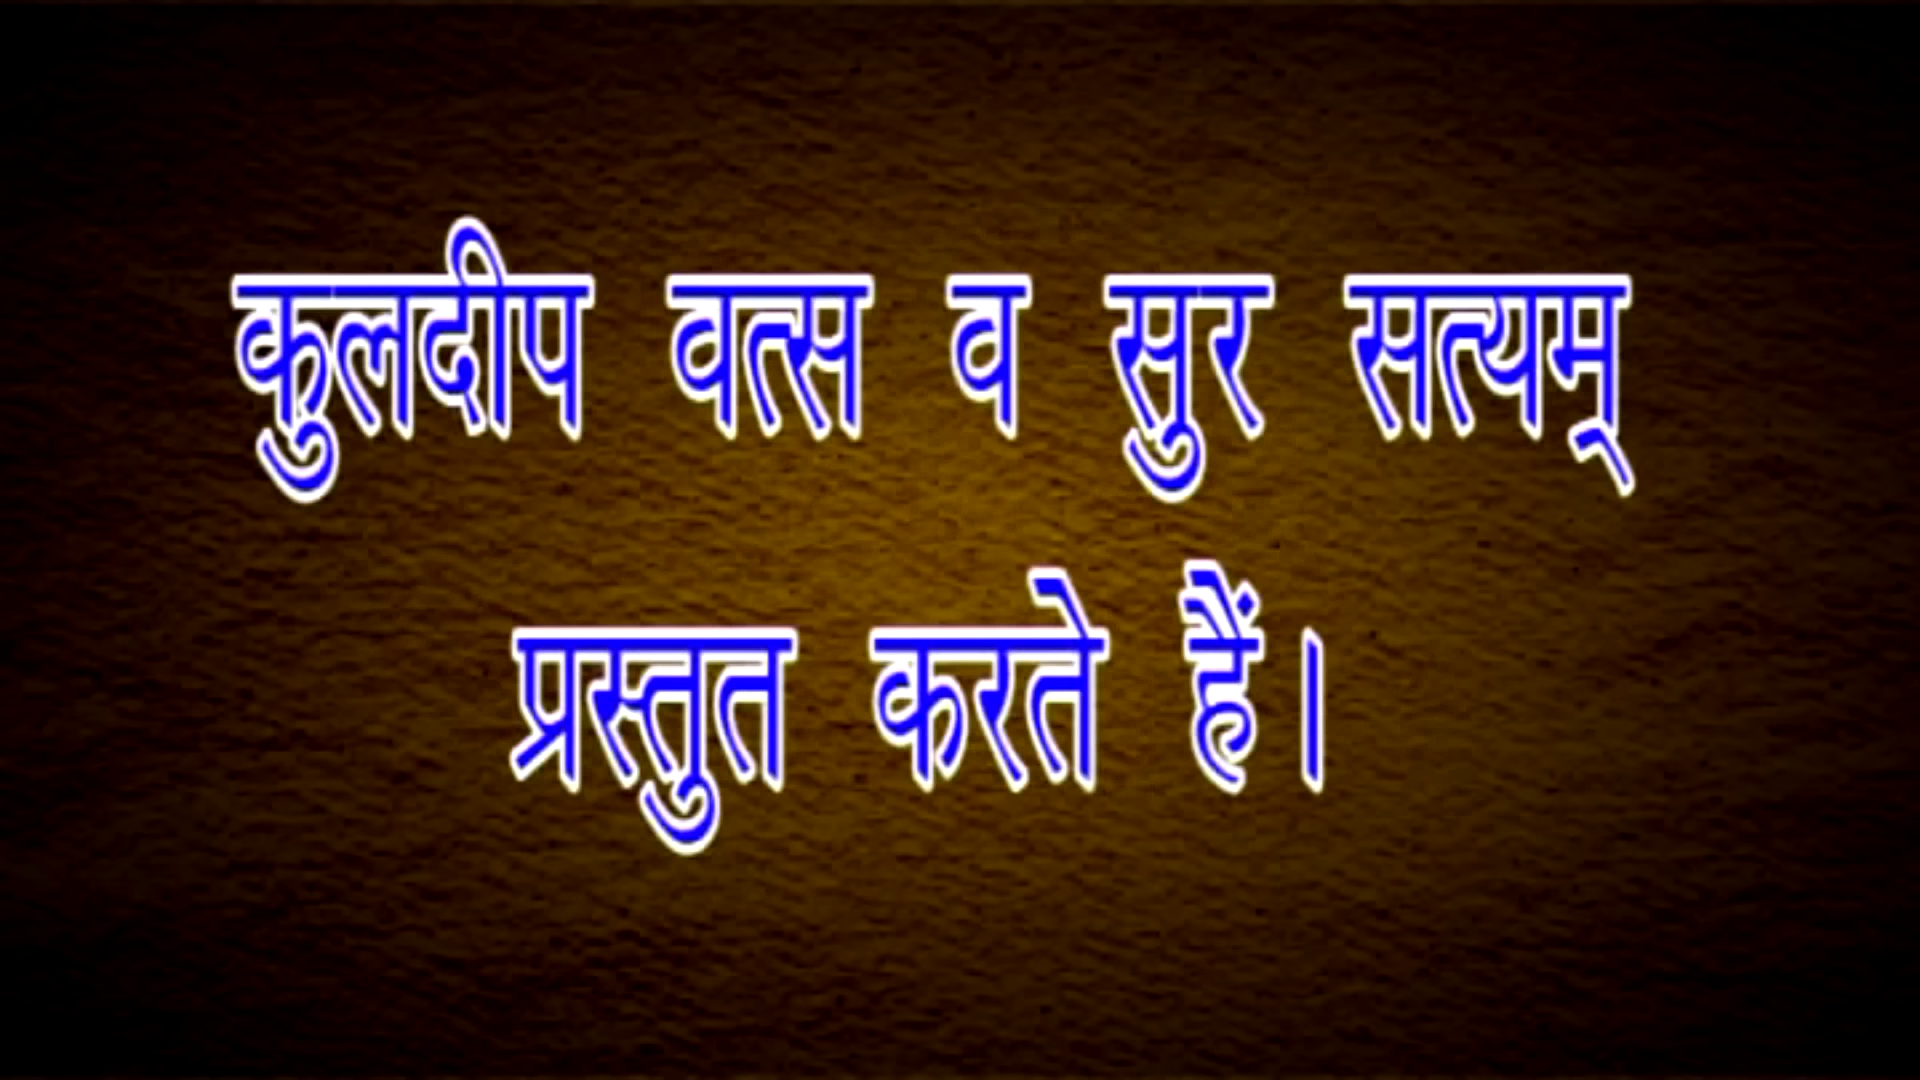 कुलदीप वत्स व सुर सत्यम्
प्रस्तुत करते हैं।